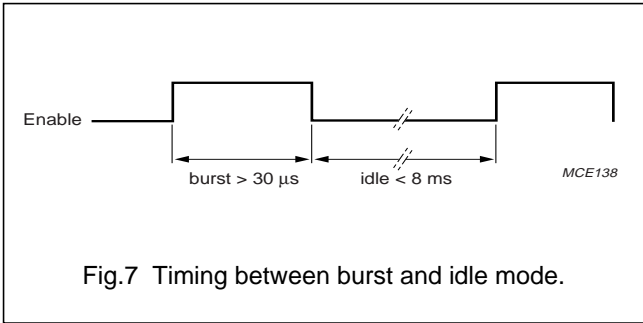 Enable
burst > 30 μs
idle < 8 ms
MCE138
Fig.7 Timing between burst and idle mode.